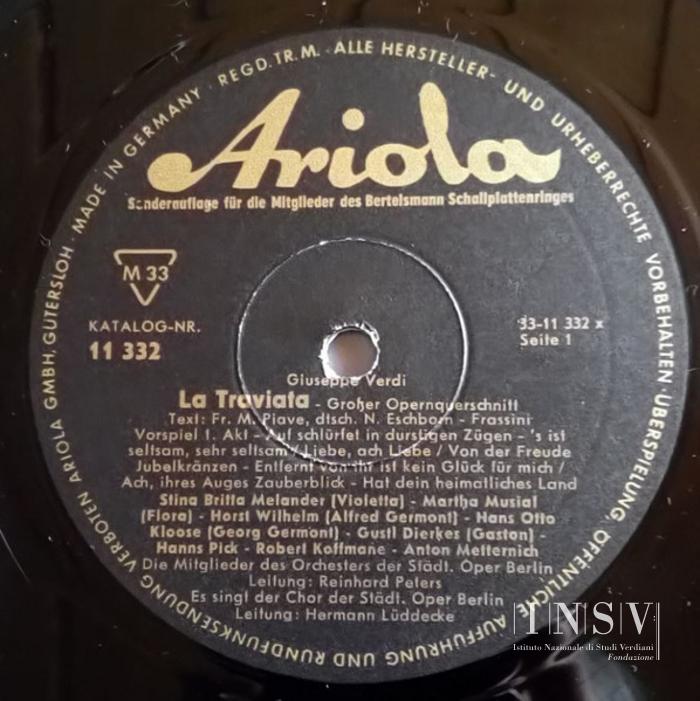 MADE IN GERMANY · REGD. TR. M. · ALLE HERSTELLER- UND URHEBERRECHTE VORBEHALTEN · ÜBERSPIELUNG, ÖFFENTLICHE AUFFÜHRUNG UND RUNDFUNKSENDUNG VERBOTEN ARIOLA GMBH, GÜTERSLOH ·
Ariola
Sonderauflage für die Mitglieder des Bertelsmann Schallplattenringes
M 33
KATALOG-NR.
11 332
33-11 332 x
Seite 1
Giuseppe Verdi
La Traviata - Großer Opernquerschnitt
Text: Fr. M. Piave, dtsch. N. Eschborn - Frassini
Vorspiel 1. Akt - Auf schlürfet in durstigen Zügen - 's ist
seltsam, sehr seltsam / Liebe, ach Liebe / Von der Freude
Jubelkränzen - Entfernt von ihr ist kein Glück für mich /
Ach, ihres Auges Zauberblick - Hat dein heimatliches Land
Stina Britta Melander (Violetta) - Martha Musial
(Flora) - Horst Wilhelm (Alfred Germont) - Hans Otto
Kloose (Georg Germont) - Gustl Dierkes (Gaston) -
Hanns Pick - Robert Koffmane - Anton Metternich
Die Mitglieder des Orchesters der Städt. Oper Berlin
Leitung: Reinhard Peters
Es singt der Chor der Städt. Oper Berlin
Leitung: Hermann Lüddecke
INSV
Istituto Nazionale di Studi Verdiani
Fondazione